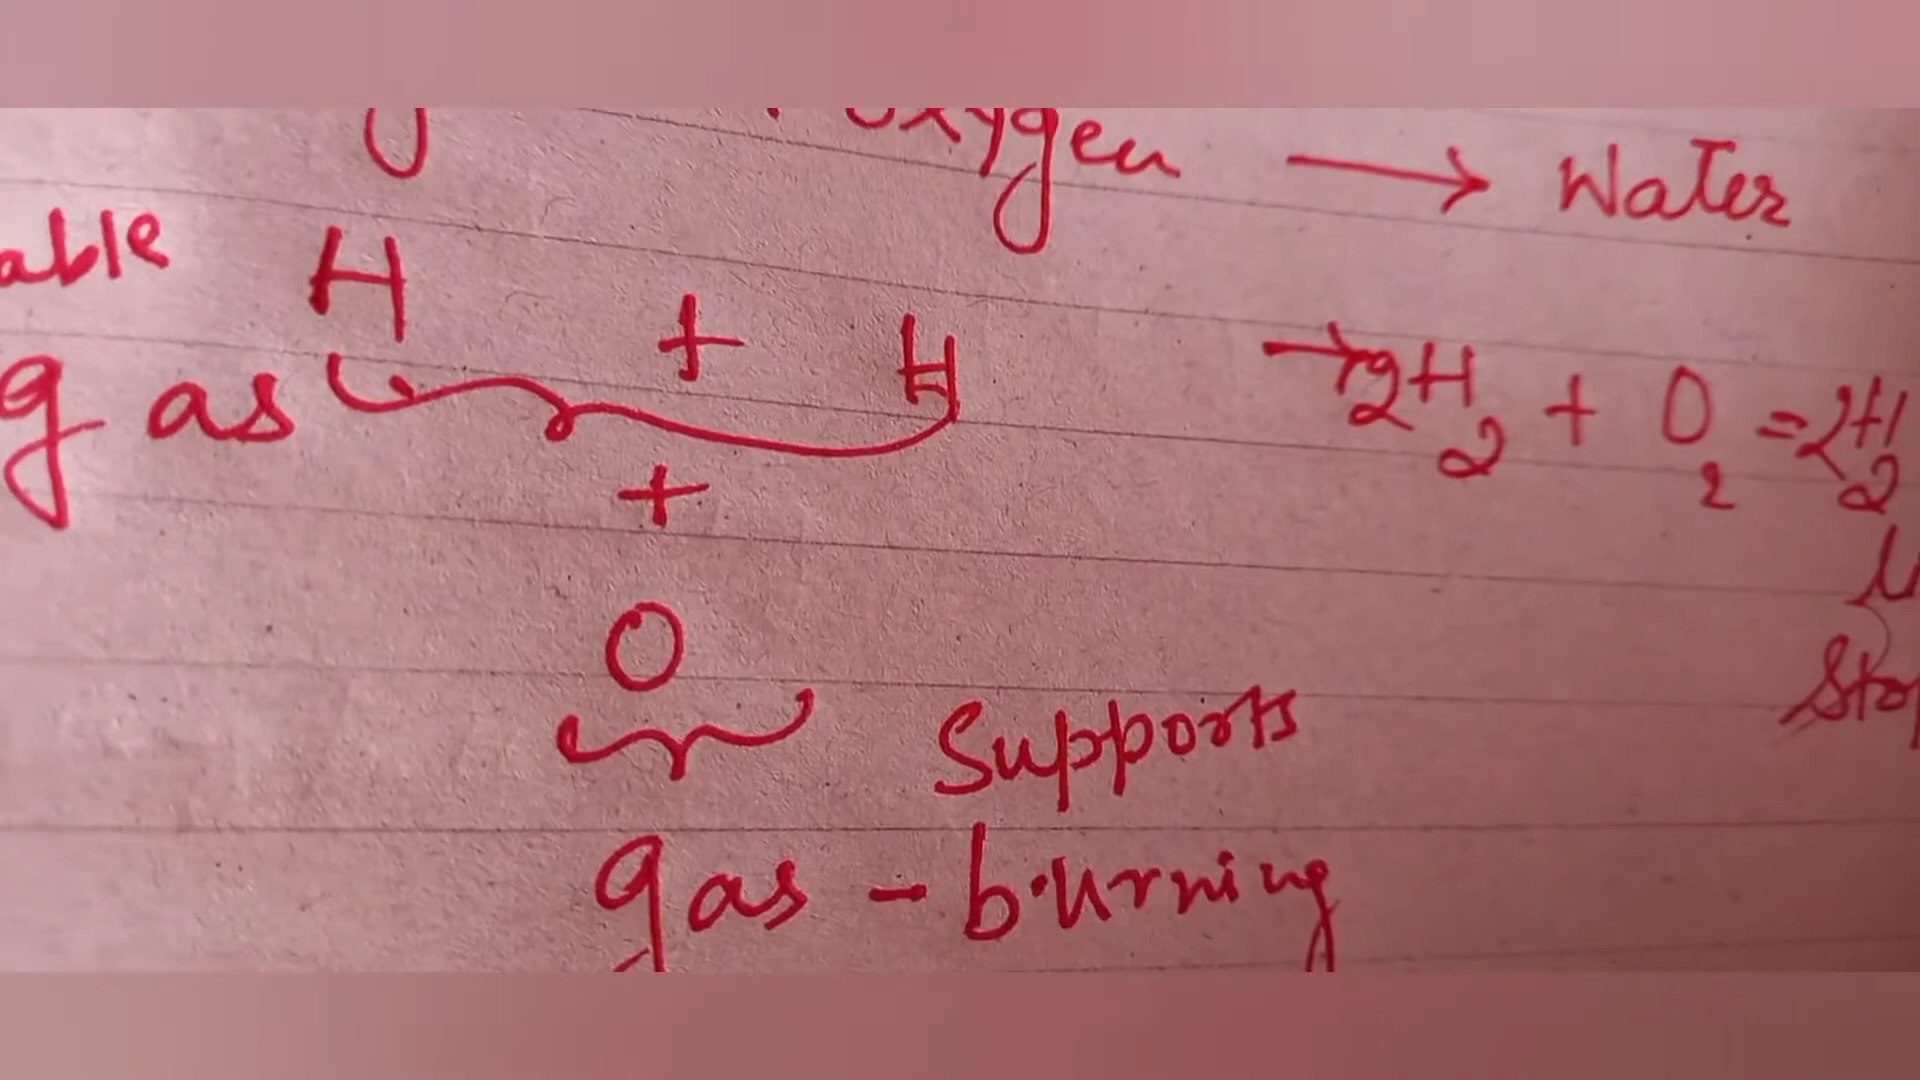 Oxygen → Water
able H + H → 2H2 + O2 = 2H2
gas
+
O
Supports
gas - burning